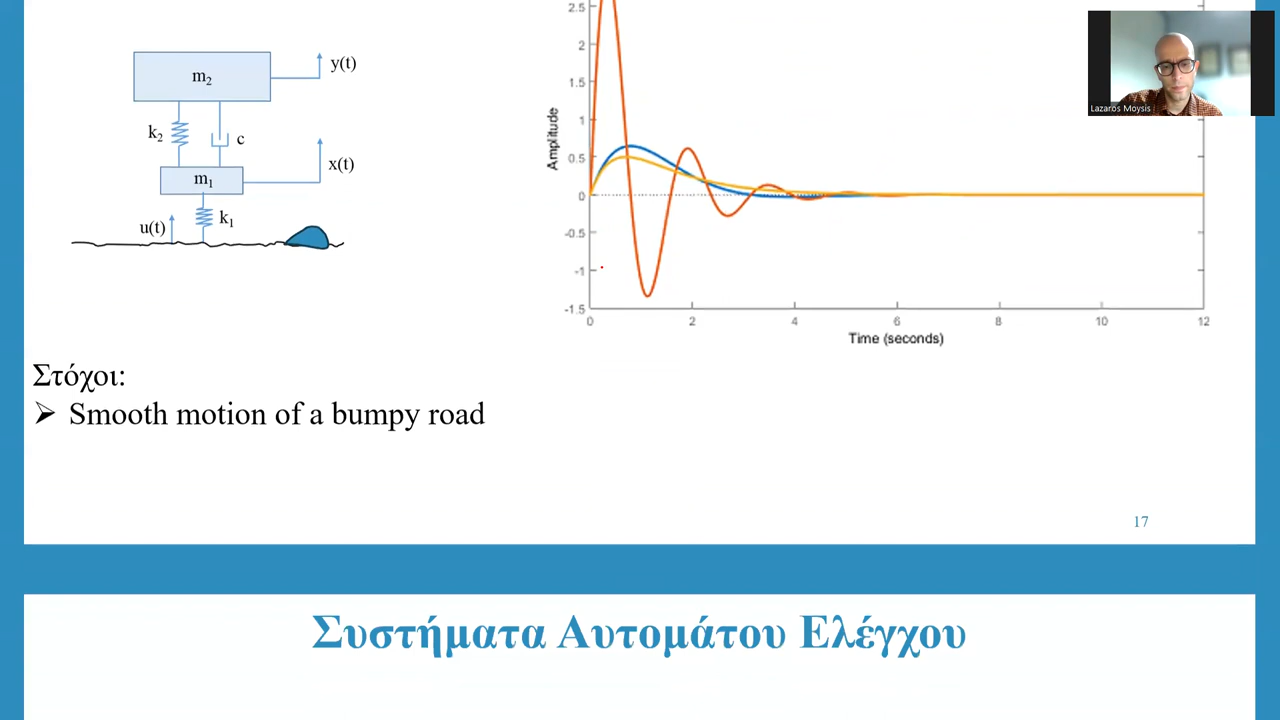 m₂
y(t)
k₂
c
x(t)
m₁
k₁
u(t)
2.5
2
1.5
1
0.5
0
-0.5
-1
-1.5
0 2 4 6 8 10 12
Amplitude
Time (seconds)
Lazaros Moysis
Στόχοι:
➢ Smooth motion of a bumpy road
17
Συστήματα Αυτομάτου Ελέγχου